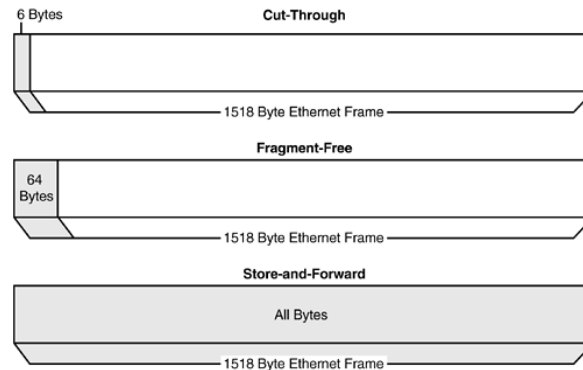 6 Bytes
Cut-Through
1518 Byte Ethernet Frame
Fragment-Free
64
Bytes
1518 Byte Ethernet Frame
Store-and-Forward
All Bytes
1518 Byte Ethernet Frame